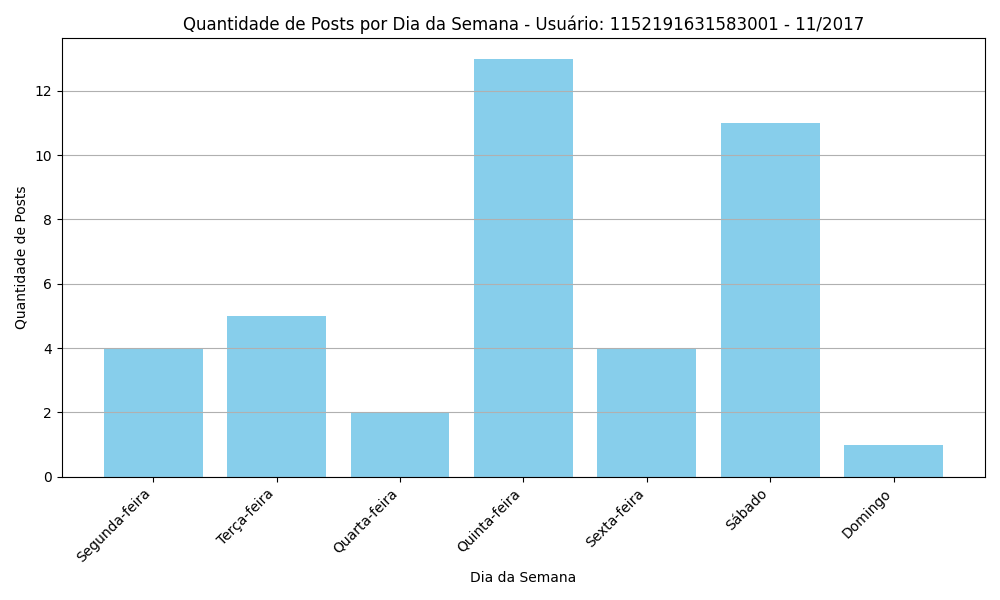 Quantidade de Posts por Dia da Semana - Usuário: 1152191631583001 - 11/2017
Quantidade de Posts
12
10
8
6
4
2
0
Segunda-feira
Terça-feira
Quarta-feira
Quinta-feira
Sexta-feira
Sábado
Domingo
Dia da Semana